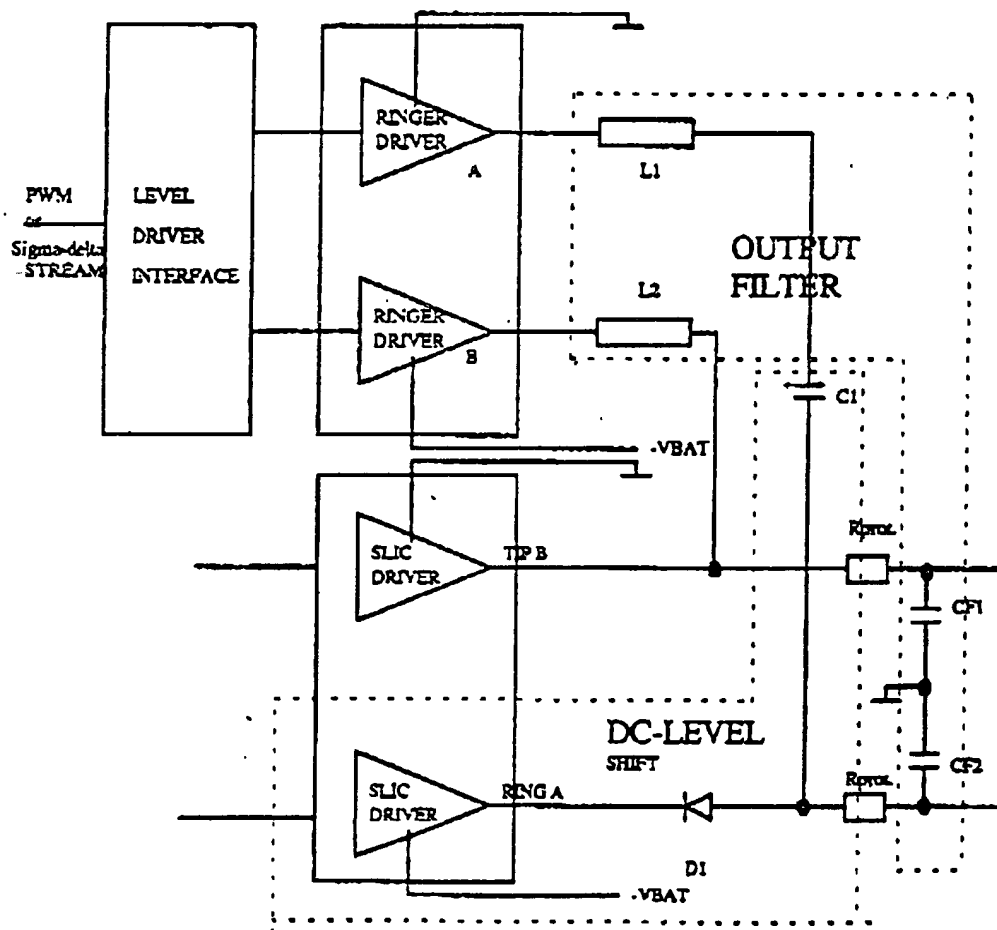 PWM
or
Sigma-delta
STREAM
LEVEL
DRIVER
INTERFACE
RINGER
DRIVER
A
RINGER
DRIVER
B
L1
L2
OUTPUT
FILTER
C1
-VBAT
SLIC
DRIVER
TIP B
Rprot.
CF1
DC-LEVEL
SHIFT
SLIC
DRIVER
RING A
D1
Rprot.
CF2
-VBAT